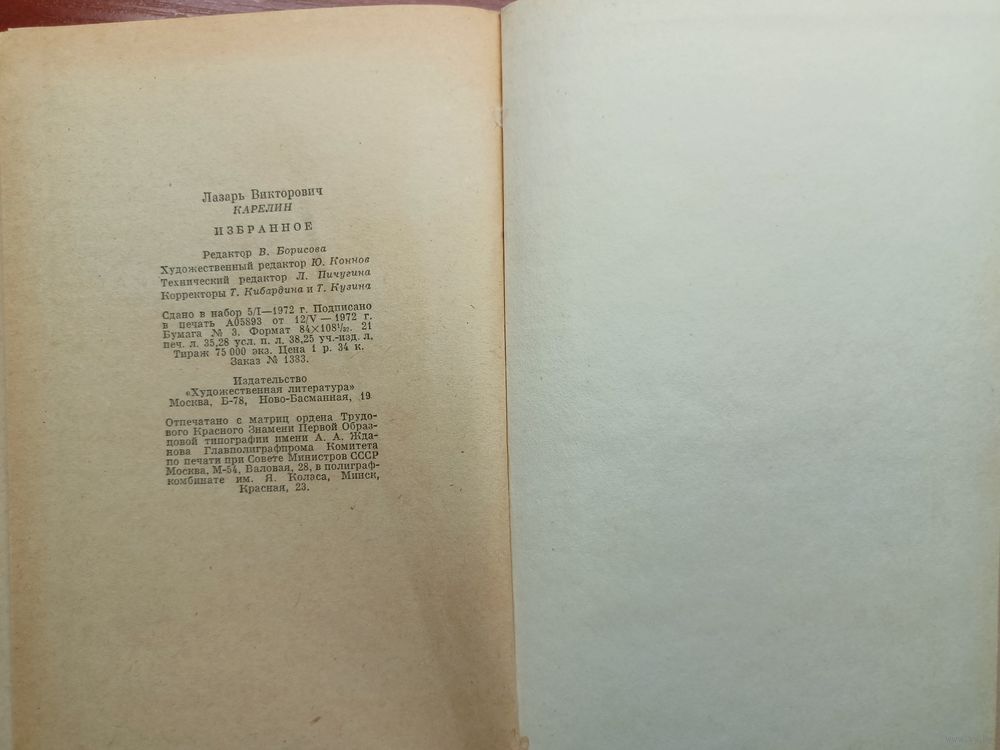 Лазарь Викторович
КАРЕЛИН
ИЗБРАННОЕ
Редактор В. Борисова
Художественный редактор Ю. Коннов
Технический редактор Л. Пичугина
Корректоры Т. Кибардина и Т. Кузина
Сдано в набор 5/I—1972 г. Подписано
в печать А05893 от 12/V — 1972 г.
Бумага № 3. Формат 84×108¹/₃₂. 21
печ. л. 35,28 усл. п. л. 38,25 уч.-изд. л.
Тираж 75 000 экз. Цена 1 р. 34 к.
Заказ № 1383.
Издательство
«Художественная литература»
Москва, Б-78, Ново-Басманная, 19
Отпечатано с матриц ордена Трудо-
вого Красного Знамени Первой Образ-
цовой типографии имени А. А. Жда-
нова Главполиграфпрома Комитета
по печати при Совете Министров СССР
Москва, М-54, Валовая, 28, в полиграф-
комбинате им. Я. Коласа, Минск,
Красная, 23.